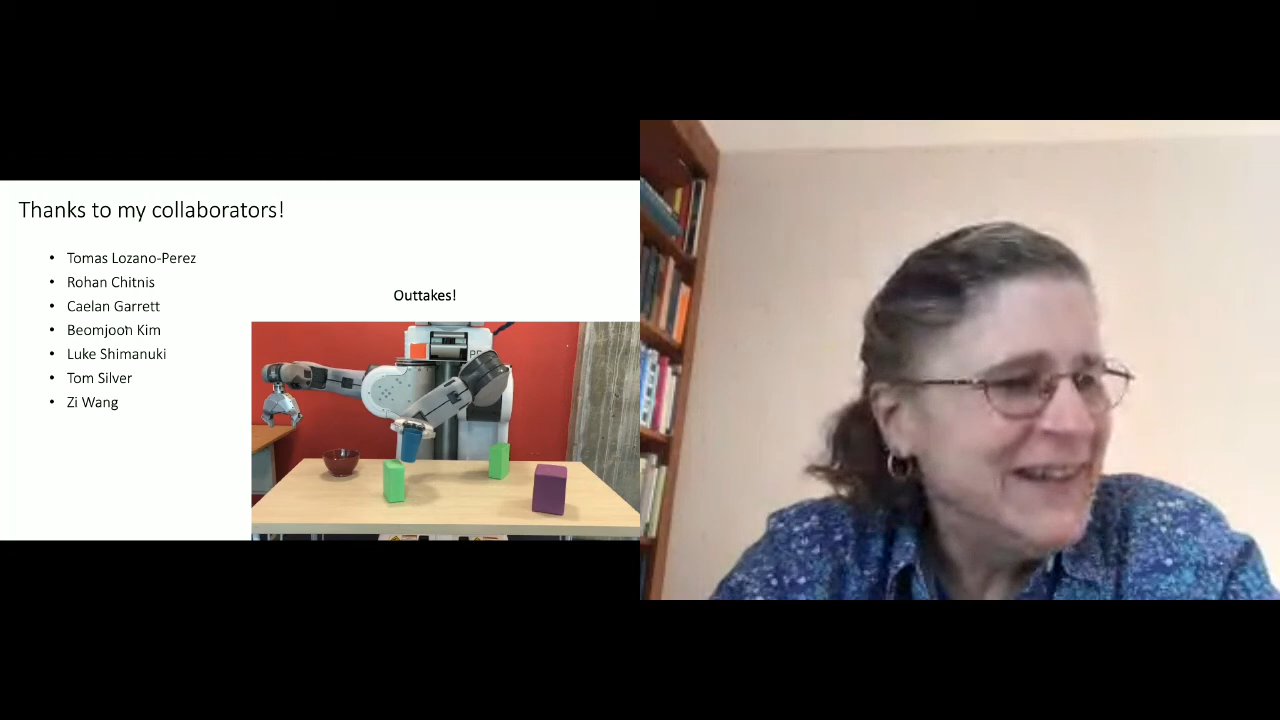 Thanks to my collaborators!
• Tomas Lozano-Perez
• Rohan Chitnis
• Caelan Garrett
• Beomjooh Kim
• Luke Shimanuki
• Tom Silver
• Zi Wang
Outtakes!